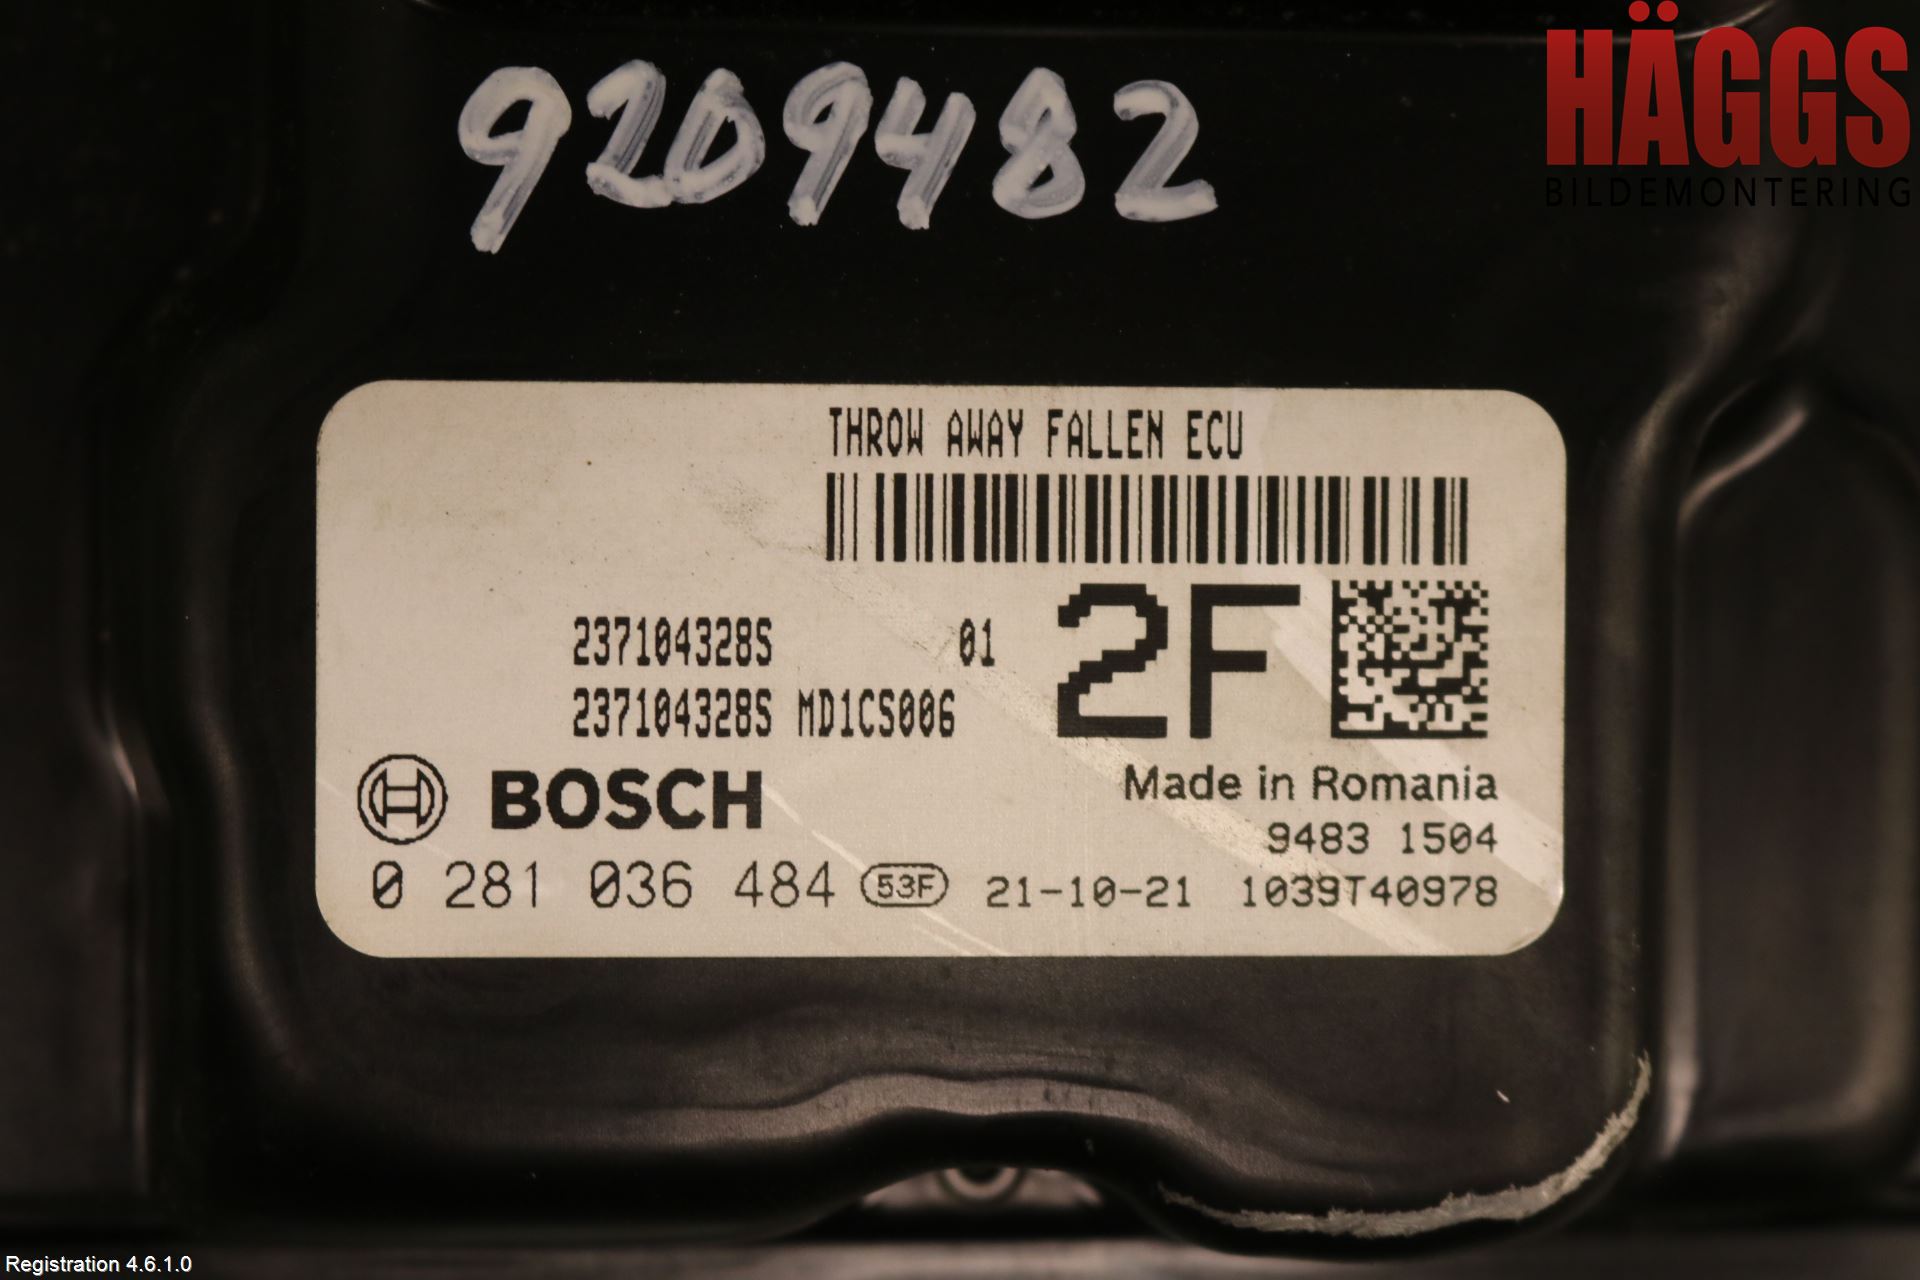 9209482
HÄGGS
BILDEMONTERING
THROW AWAY FALLEN ECU
237104328S 01 2F
237104328S MD1CS006
BOSCH
Made in Romania
9483 1504
0 281 036 484 53F 21-10-21 1039T40978
Registration 4.6.1.0